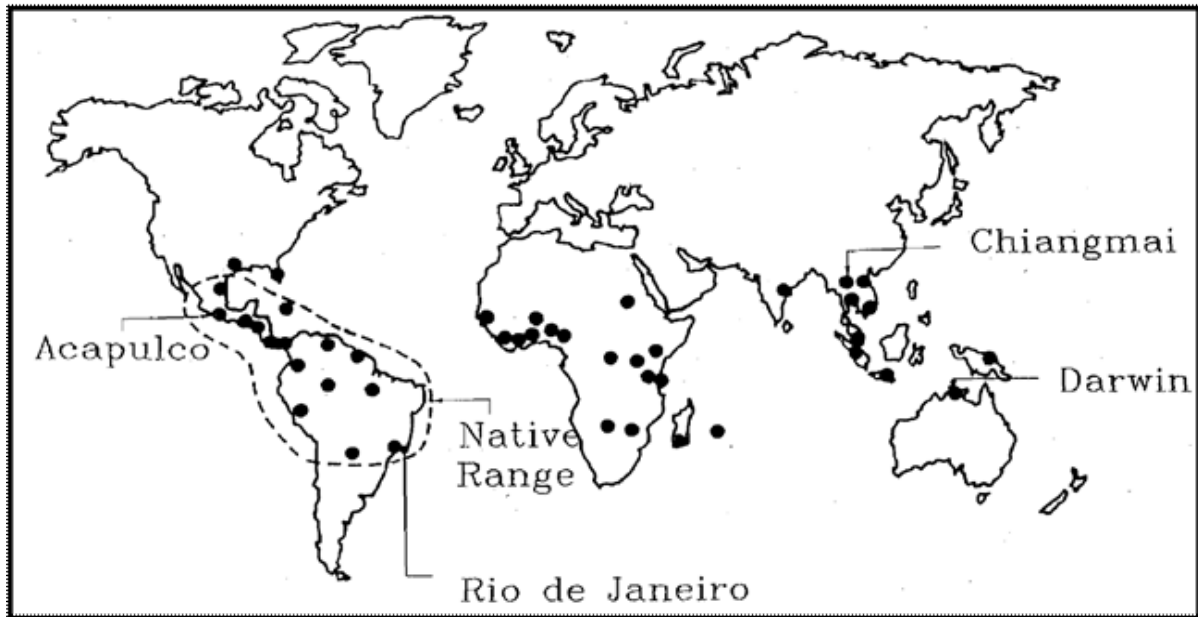 Chiangmai
Acapulco
Darwin
Native
Range
Rio de Janeiro